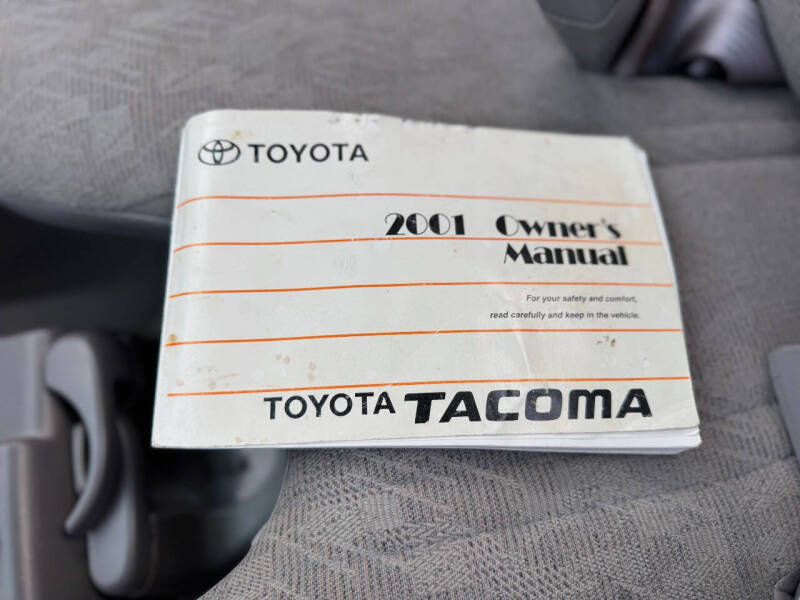 TOYOTA
2001 Owner's
Manual
For your safety and comfort,
read carefully and keep in the vehicle.
TOYOTA TACOMA